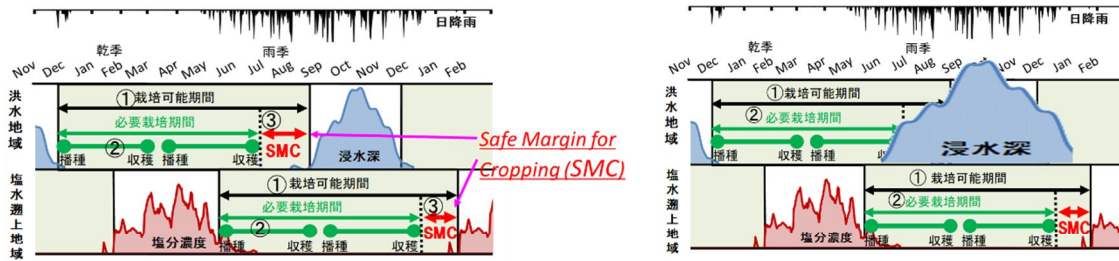 日降雨
乾季
雨季
Nov Dec Jan Feb Mar Apr May Jun Jul Aug Sep Oct Nov Dec Jan Feb
洪水地域
①栽培可能期間
必要栽培期間
③
②
SMC
播種
収穫
播種
収穫
浸水深
Safe Margin for
Cropping (SMC)
塩水遡上地域
①栽培可能期間
必要栽培期間
③
②
SMC
塩分濃度
播種
収穫
播種
収穫
日降雨
乾季
雨季
Nov Dec Jan Feb Mar Apr May Jun Jul Aug Sep
Nov Dec Jan Feb
洪水地域
①栽培可能期間
必要栽培期間
②
播種
収穫
播種
浸水深
塩水遡上地域
①栽培可能期間
②必要栽培期間
SMC
塩分濃度
播種
収穫
播種
収穫